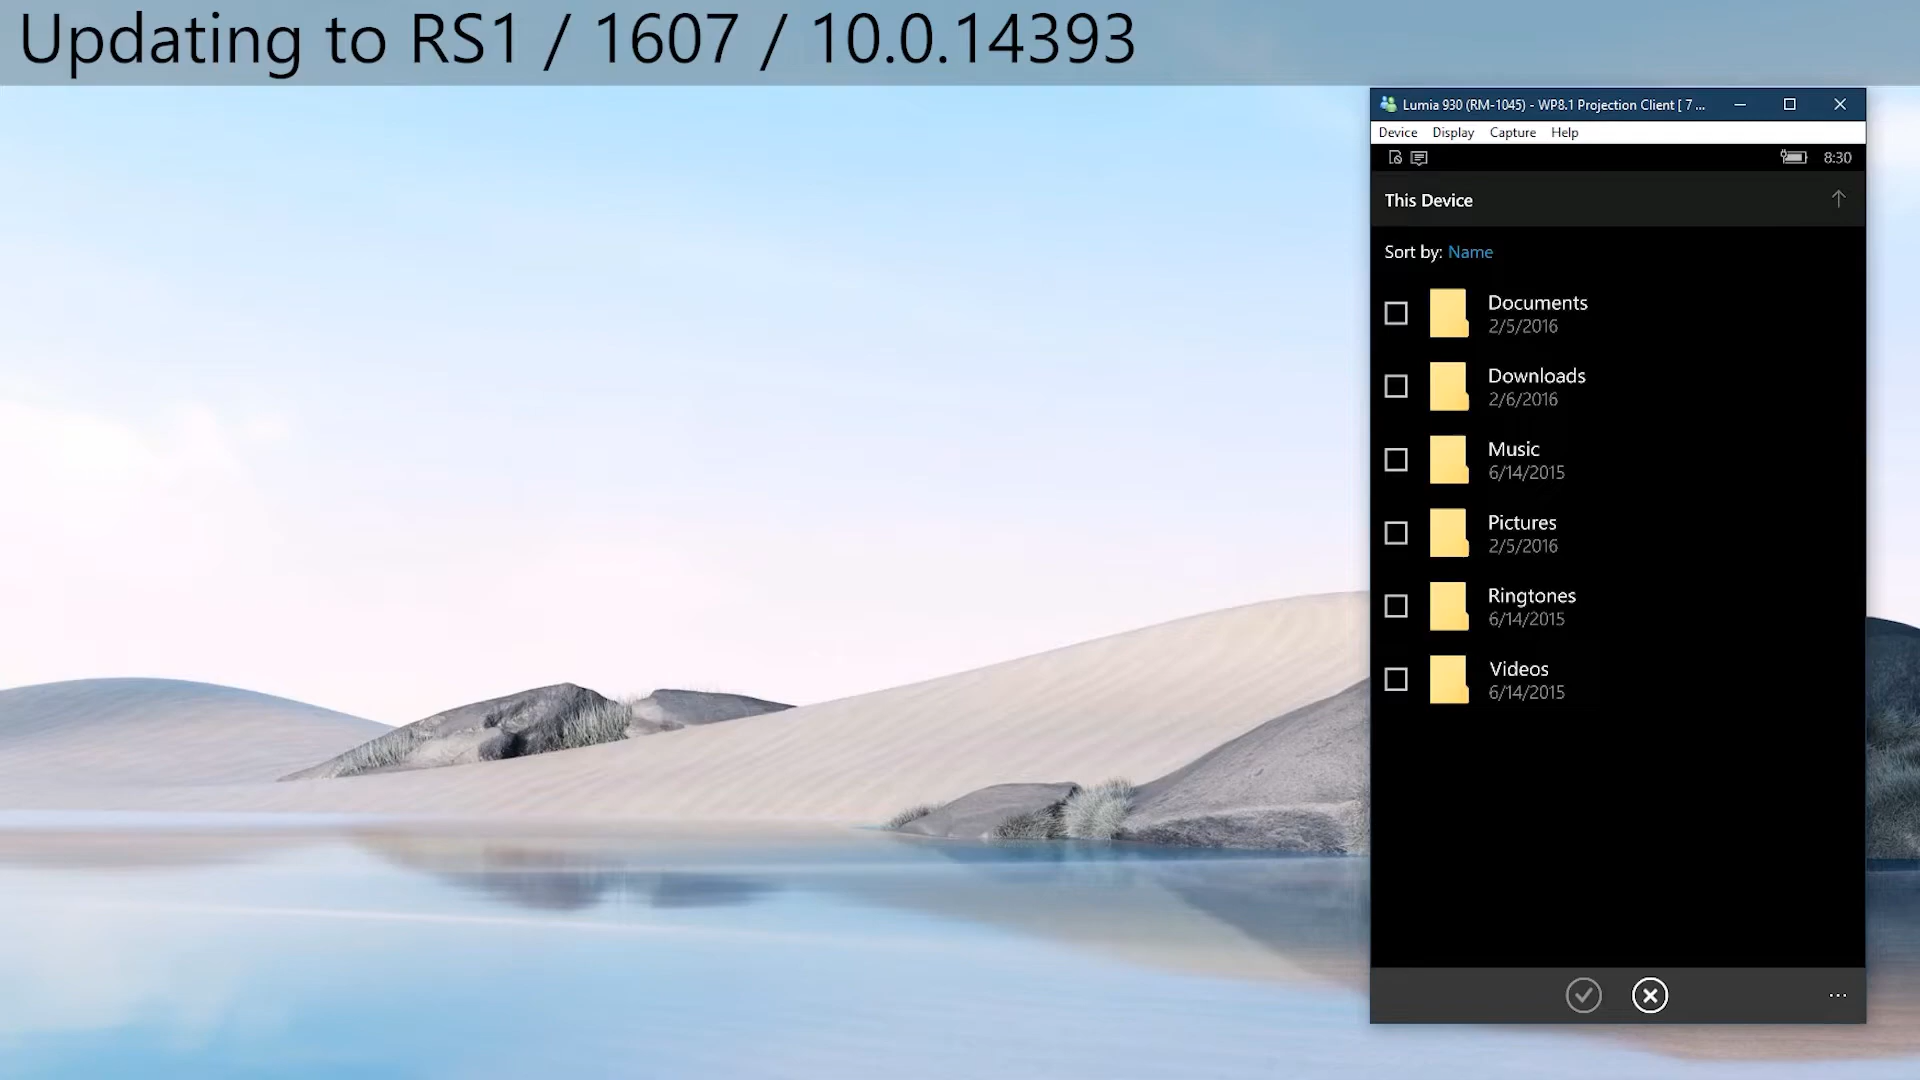 Updating to RS1 / 1607 / 10.0.14393
Lumia 930 (RM-1045) - WP8.1 Projection Client [ 7 ...
Device Display Capture Help
8:30
This Device
Sort by: Name
Documents
2/5/2016
Downloads
2/6/2016
Music
6/14/2015
Pictures
2/5/2016
Ringtones
6/14/2015
Videos
6/14/2015